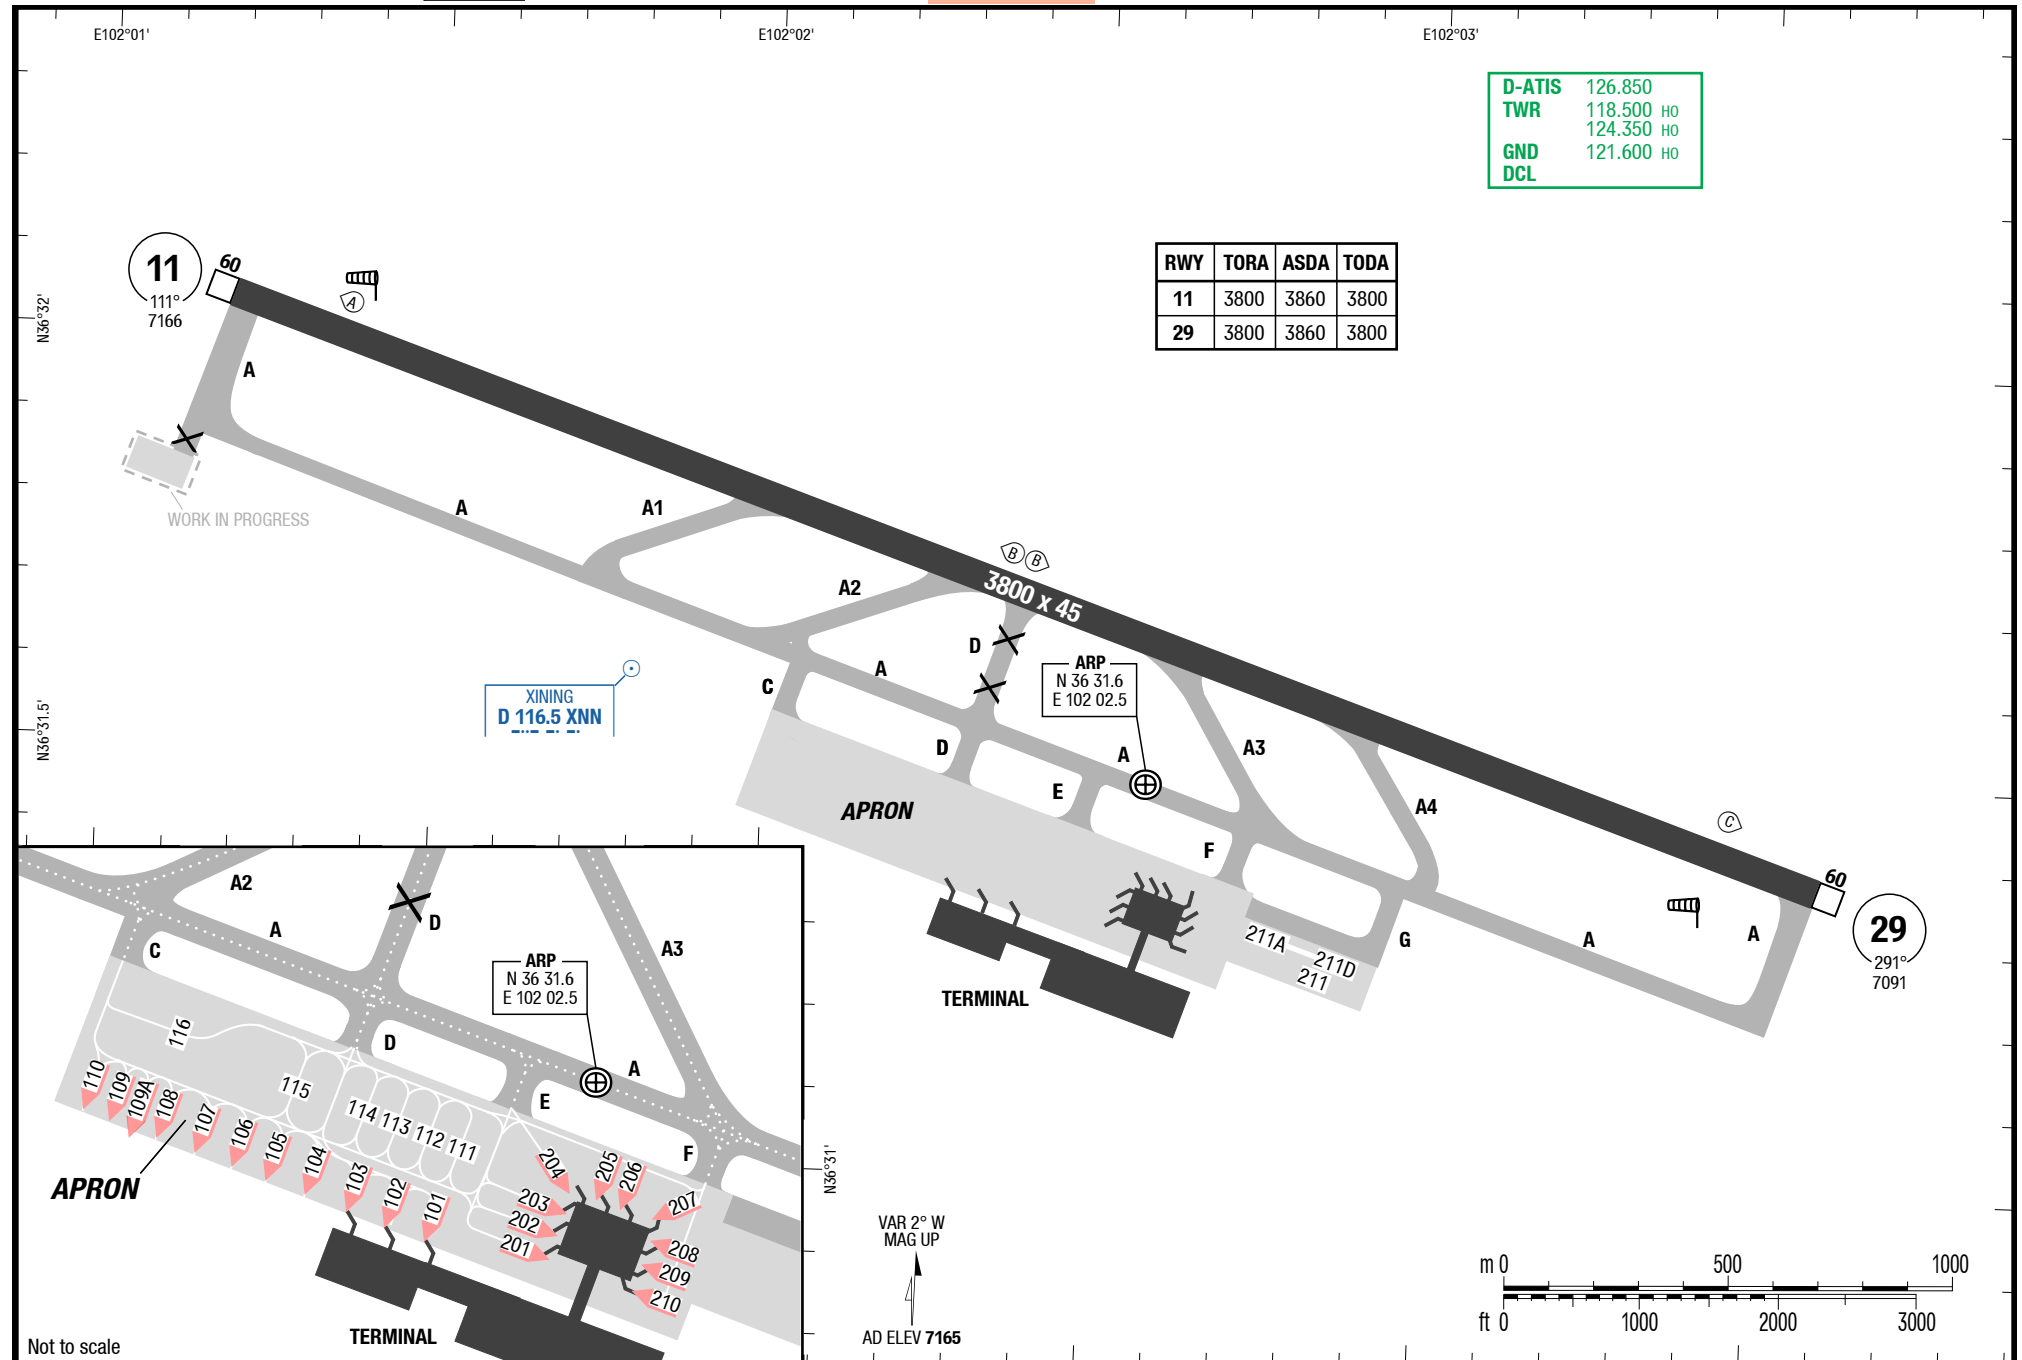 E102°01'
E102°02'
E102°03'
D-ATIS 126.850
TWR 118.500 HO
124.350 HO
GND 121.600 HO
DCL
RWY TORA ASDA TODA
11 3800 3860 3800
29 3800 3860 3800
11
111°
7166
60
A
N36°32'
A
WORK IN PROGRESS
A
A1
A2
B B
3800 x 45
D
A
C
ARP
N 36 31.6
E 102 02.5
XINING
D 116.5 XNN
N36°31.5'
D
A
A3
E
APRON
A4
F
C
60
29
291°
7091
A
A
G
211A
211D
211
TERMINAL
A2
A
D
C
A3
ARP
N 36 31.6
E 102 02.5
D
A
E
F
116
115
114
113
112
111
110
109
109A
108
107
106
105
104
103
102
101
204
205
206
207
203
202
201
208
209
210
APRON
TERMINAL
Not to scale
N36°31'
VAR 2° W
MAG UP
AD ELEV 7165
m 0 500 1000
ft 0 1000 2000 3000